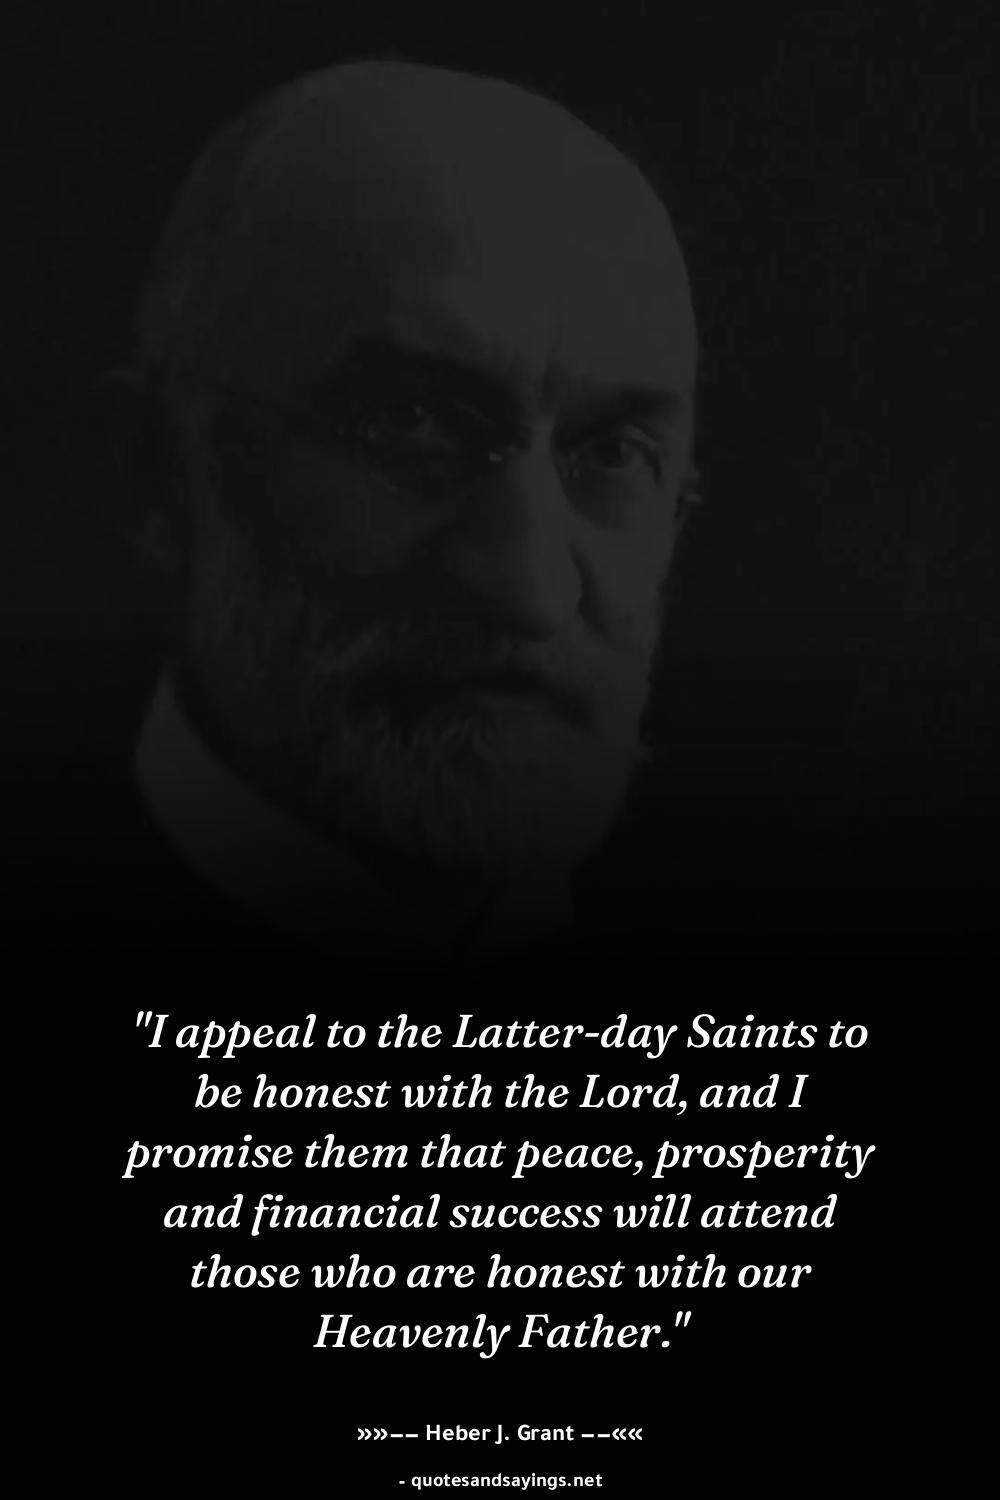 "I appeal to the Latter-day Saints to
be honest with the Lord, and I
promise them that peace, prosperity
and financial success will attend
those who are honest with our
Heavenly Father."
»»−− Heber J. Grant −−««
- quotesandsayings.net